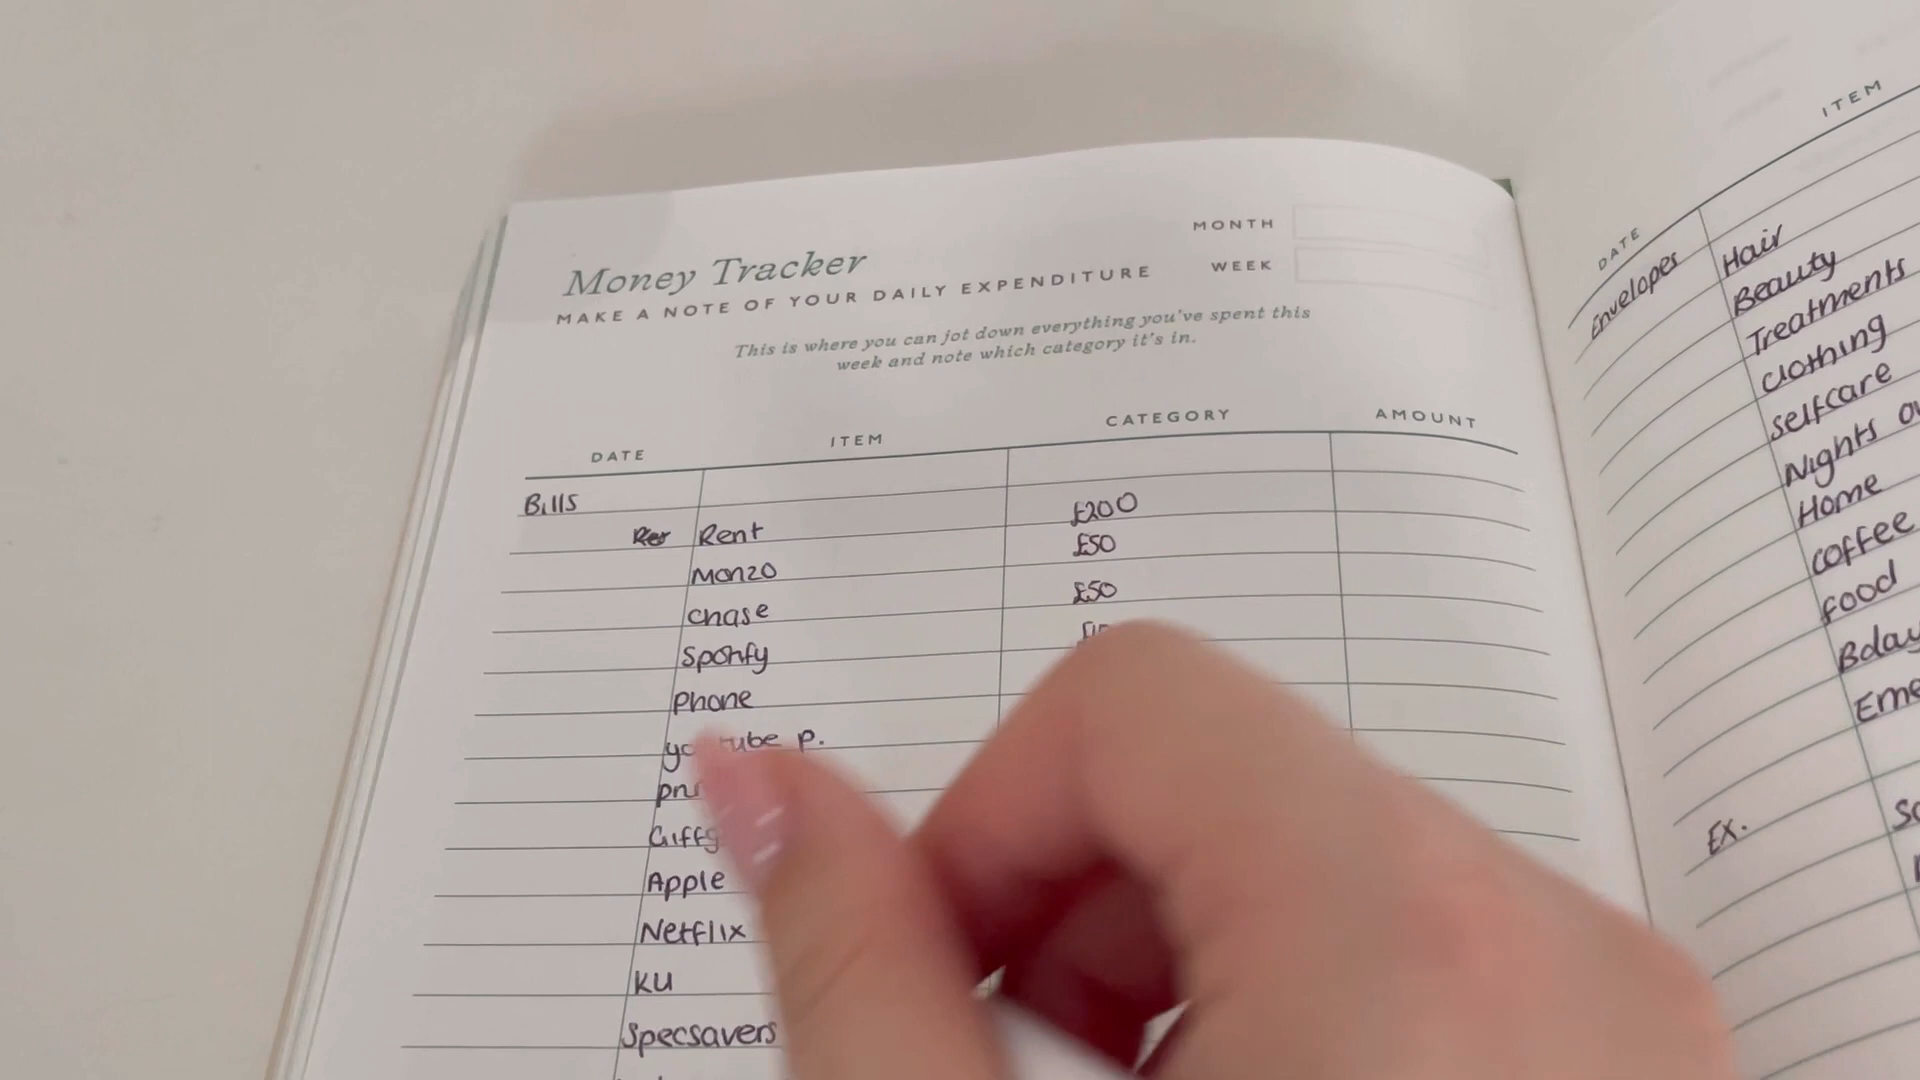 MONTH
WEEK
Money Tracker
MAKE A NOTE OF YOUR DAILY EXPENDITURE
This is where you can jot down everything you've spent this
week and note which category it's in.
DATE ITEM CATEGORY AMOUNT
Bills
Rent £200
Monzo £50
chase £50
Spotify
Phone
p.
Apple
Netflix
KU
Specsavers
DATE ITEM
Envelopes Hair
Beauty
Treatments
clothing
selfcare
Nights
Home
coffee
food
Ex.